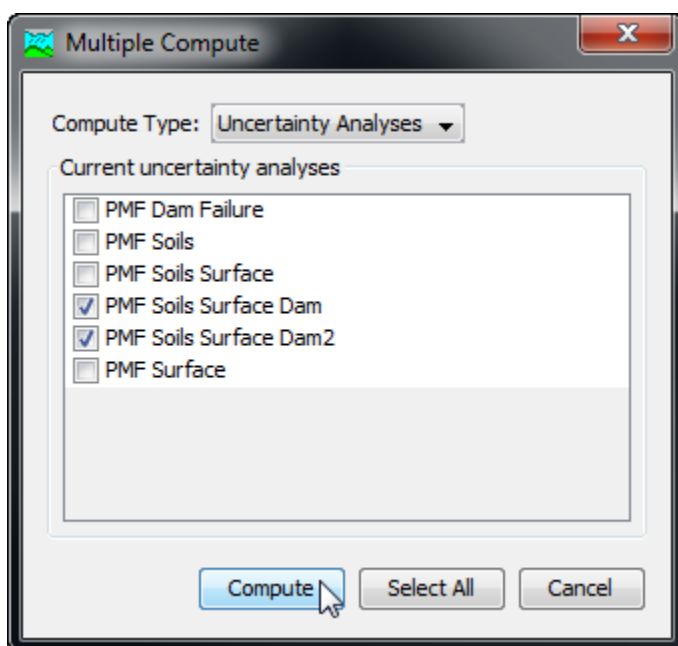 Multiple Compute
Compute Type: Uncertainty Analyses
Current uncertainty analyses
PMF Dam Failure
PMF Soils
PMF Soils Surface
PMF Soils Surface Dam
PMF Soils Surface Dam2
PMF Surface
Compute Select All Cancel